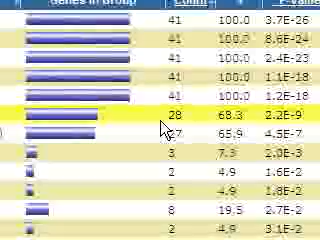 Genes in Group Count % P-Value
41 100.0 3.7E-26
41 100.0 8.6E-24
41 100.0 2.4E-23
41 100.0 1.1E-18
41 100.0 1.2E-18
28 68.3 2.2E-9
27 65.9 4.5E-7
3 7.3 2.0E-3
2 4.9 1.6E-2
2 4.9 1.8E-2
8 19.5 2.7E-2
2 4.9 3.1E-2